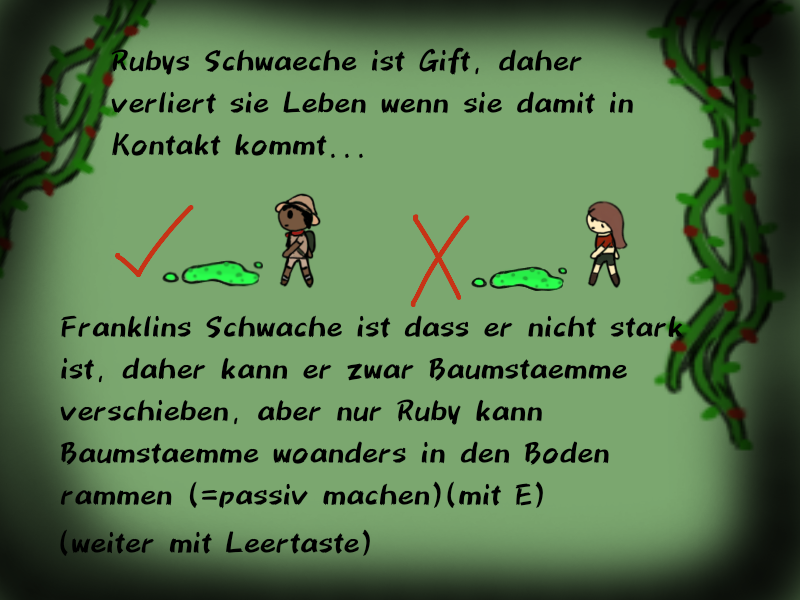 Rubys Schwaeche ist Gift, daher
verliert sie Leben wenn sie damit in
Kontakt kommt...
Franklins Schwache ist dass er nicht stark
ist, daher kann er zwar Baumstaemme
verschieben, aber nur Ruby kann
Baumstaemme woanders in den Boden
rammen (=passiv machen)(mit E)
(weiter mit Leertaste)